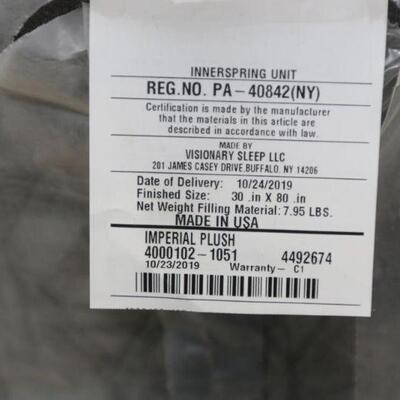 INNERSPRING UNIT
REG.NO. PA-40842(NY)
Certification is made by the manufacturer
that the materials in this article are
described in accordance with law.
MADE BY
VISIONARY SLEEP LLC
201 JAMES CASEY DRIVE,BUFFALO, NY 14206
Date of Delivery: 10/24/2019
Finished Size: 30 .in X 80 .in
Net Weight Filling Material: 7.95 LBS.
MADE IN USA
IMPERIAL PLUSH
4000102-1051 4492674
10/23/2019 Warranty- C1